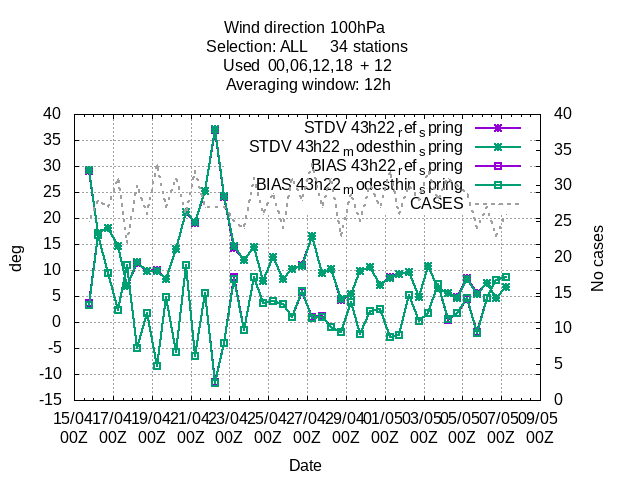 Wind direction 100hPa
Selection: ALL 34 stations
Used 00,06,12,18 + 12
Averaging window: 12h
40 40
STDV 43h22refspring
35 35
STDV 43h22modesthinspring
30 30
BIAS 43h22refspring
BIAS 43h22modesthinspring
25 25
CASES
20 20
15 15
10 10
5 5
0 0
-5
-10
-15
deg
No cases
15/04 17/04 19/04 21/04 23/04 25/04 27/04 29/04 01/05 03/05 05/05 07/05 09/05
00Z 00Z 00Z 00Z 00Z 00Z 00Z 00Z 00Z 00Z 00Z 00Z 00Z
Date